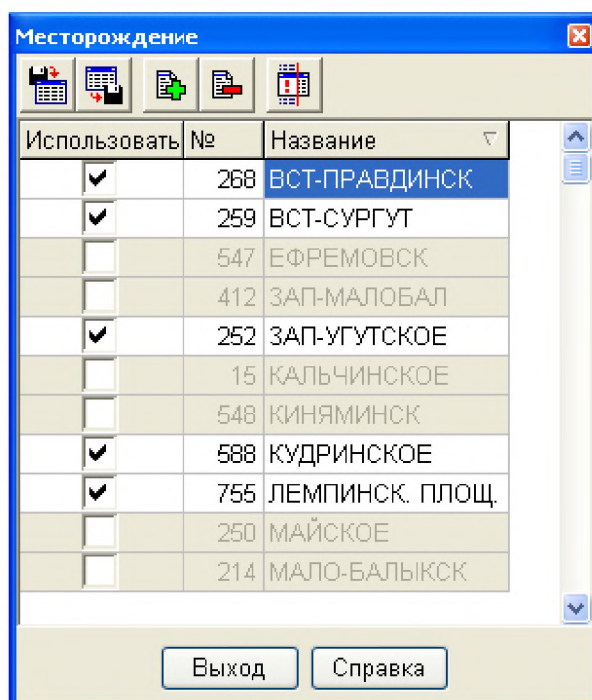 Месторождение
Использовать № Название
268 ВСТ-ПРАВДИНСК
259 ВСТ-СУРГУТ
547 ЕФРЕМОВСК
412 ЗАП-МАЛОБАЛ
252 ЗАП-УГУТСКОЕ
15 КАЛЬЧИНСКОЕ
548 КИНЯМИНСК
588 КУДРИНСКОЕ
755 ЛЕМПИНСК. ПЛОЩ.
250 МАЙСКОЕ
214 МАЛО-БАЛЫКСК
Выход Справка